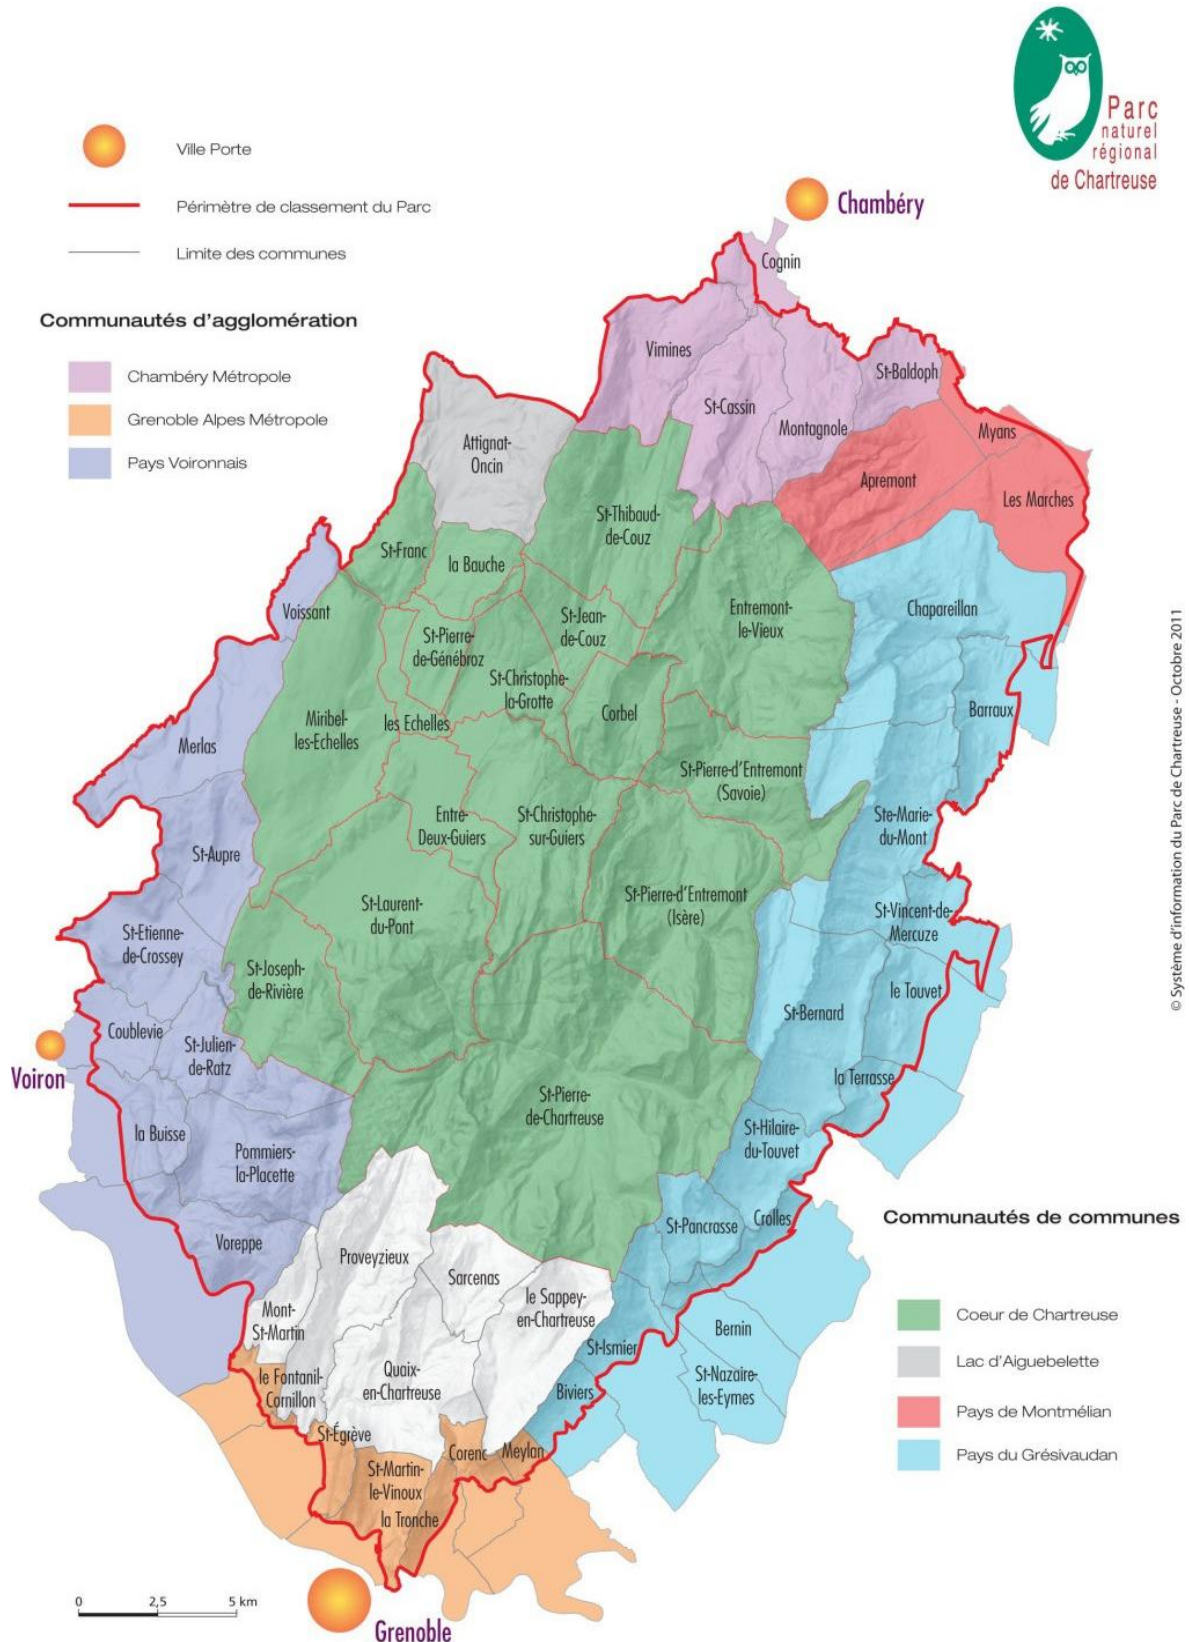 Parc
naturel
régional
de Chartreuse
Ville Porte
Périmètre de classement du Parc
Limite des communes
Communautés d'agglomération
Chambéry Métropole
Grenoble Alpes Métropole
Pays Voironnais
Chambéry
Cognin
Vimines
St-Baldoph
St-Cassin
Montagnole
Myans
Attignat-
Oncin
Apremont
Les Marches
St-Thibaud-
de-Couz
St-Franc
la Bauche
Voissant
Chapareillan
Entremont-
le-Vieux
St-Jean-
de-Couz
St-Pierre-
de-Génébroz
St-Christophe-
la-Grotte
Corbel
Barraux
Miribel-
les-Echelles
les Echelles
Merlas
St-Pierre-d'Entremont
(Savoie)
Entre-
Deux-Guiers
St-Christophe-
sur-Guiers
Ste-Marie-
du-Mont
St-Aupre
St-Laurent-
du-Pont
St-Pierre-d'Entremont
(Isère)
St-Vincent-de-
Mercuze
St-Etienne-
de-Crossey
St-Joseph-
de-Rivière
le Touvet
St-Bernard
Coublevie
St-Julien-
de-Ratz
Voiron
la Terrasse
St-Pierre-
de-Chartreuse
la Buisse
St-Hilaire-
du-Touvet
Pommiers-
la-Placette
St-Pancrasse
Crolles
Voreppe
Proveyzieux
Sarcenas
le Sappey-
en-Chartreuse
Mont-
St-Martin
Bernin
St-Ismier
St-Nazaire-
les-Eymes
Quaix-
en-Chartreuse
le Fontanil-
Cornillon
Biviers
St-Égrève
Corenc
Meylan
St-Martin-
le-Vinoux
la Tronche
Grenoble
Communautés de communes
Coeur de Chartreuse
Lac d'Aiguebelette
Pays de Montmélian
Pays du Grésivaudan
0 2,5 5 km
© Système d'information du Parc de Chartreuse - Octobre 2011